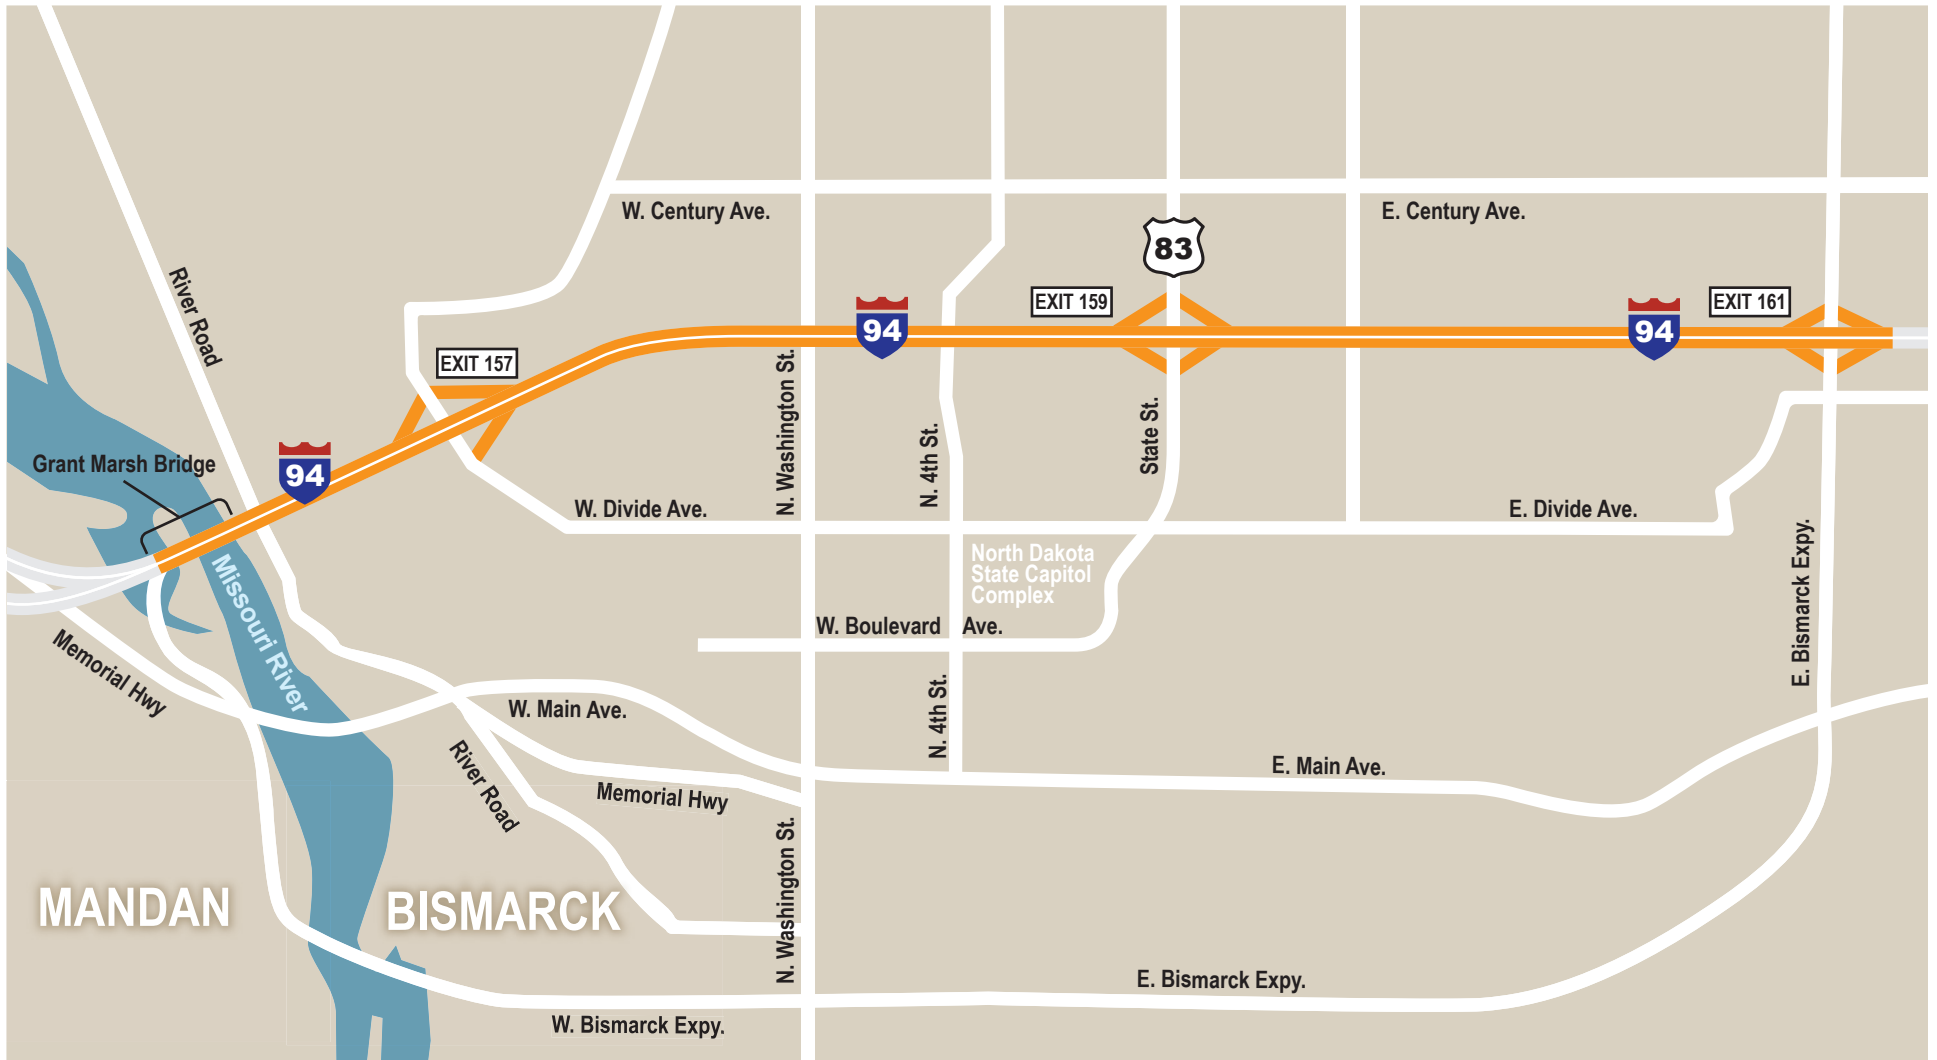 W. Century Ave.
E. Century Ave.
83
River Road
EXIT 159
EXIT 161
94
94
EXIT 157
N. Washington St.
N. 4th St.
State St.
Grant Marsh Bridge
94
W. Divide Ave.
E. Divide Ave.
North Dakota
State Capitol
Complex
E. Bismarck Expy.
Missouri River
W. Boulevard Ave.
Memorial Hwy
W. Main Ave.
N. 4th St.
River Road
E. Main Ave.
Memorial Hwy
N. Washington St.
MANDAN
BISMARCK
E. Bismarck Expy.
W. Bismarck Expy.